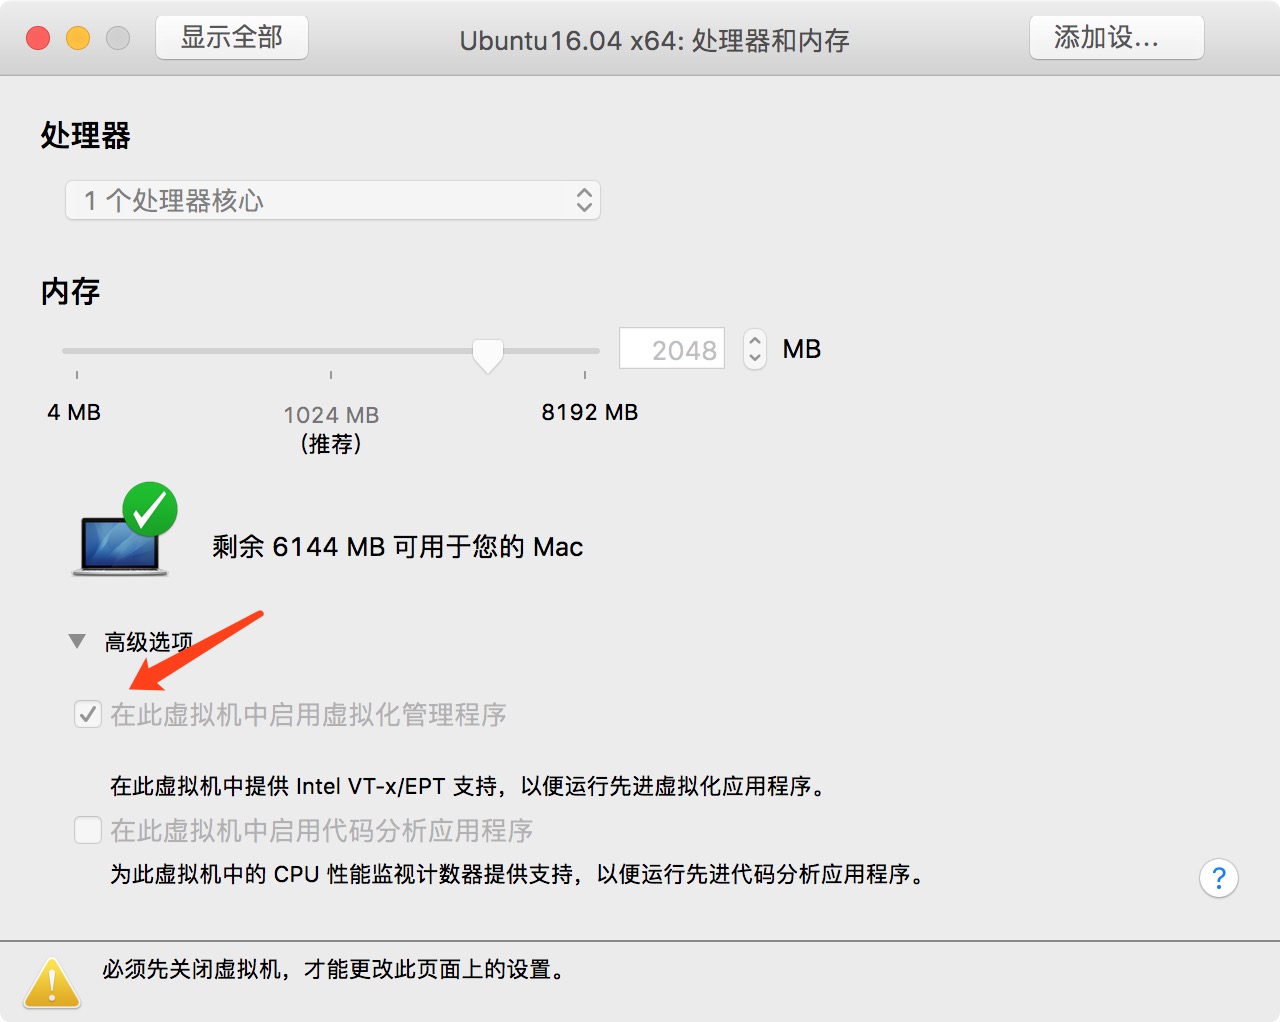 显示全部
Ubuntu16.04 x64: 处理器和内存
添加设...
处理器
1 个处理器核心
内存
2048 MB
4 MB
1024 MB
8192 MB
(推荐)
剩余 6144 MB 可用于您的 Mac
高级选项
在此虚拟机中启用虚拟化管理程序
在此虚拟机中提供 Intel VT-x/EPT 支持，以便运行先进虚拟化应用程序。
在此虚拟机中启用代码分析应用程序
为此虚拟机中的 CPU 性能监视计数器提供支持，以便运行先进代码分析应用程序。
?
必须先关闭虚拟机，才能更改此页面上的设置。